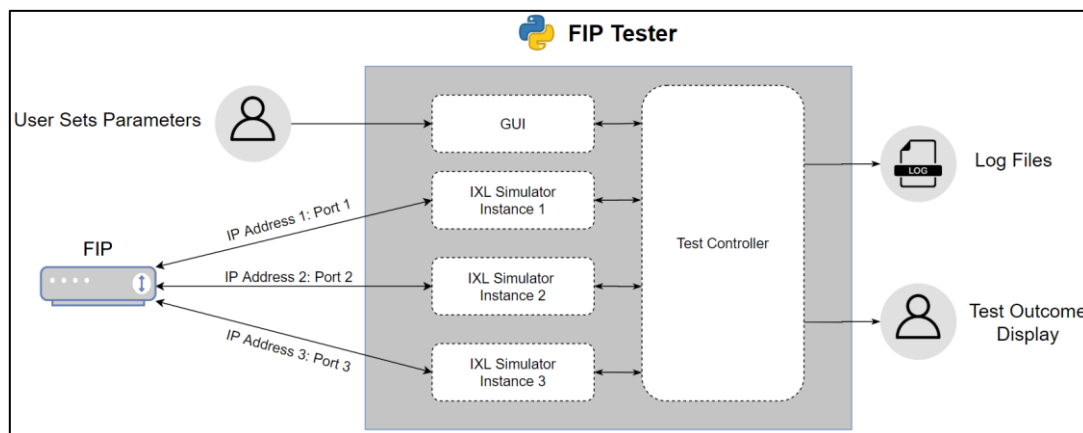 FIP Tester
User Sets Parameters
GUI
IXL Simulator
Instance 1
IP Address 1: Port 1
FIP
IP Address 2: Port 2
IXL Simulator
Instance 2
IP Address 3: Port 3
IXL Simulator
Instance 3
Test Controller
LOG
Log Files
Test Outcome
Display